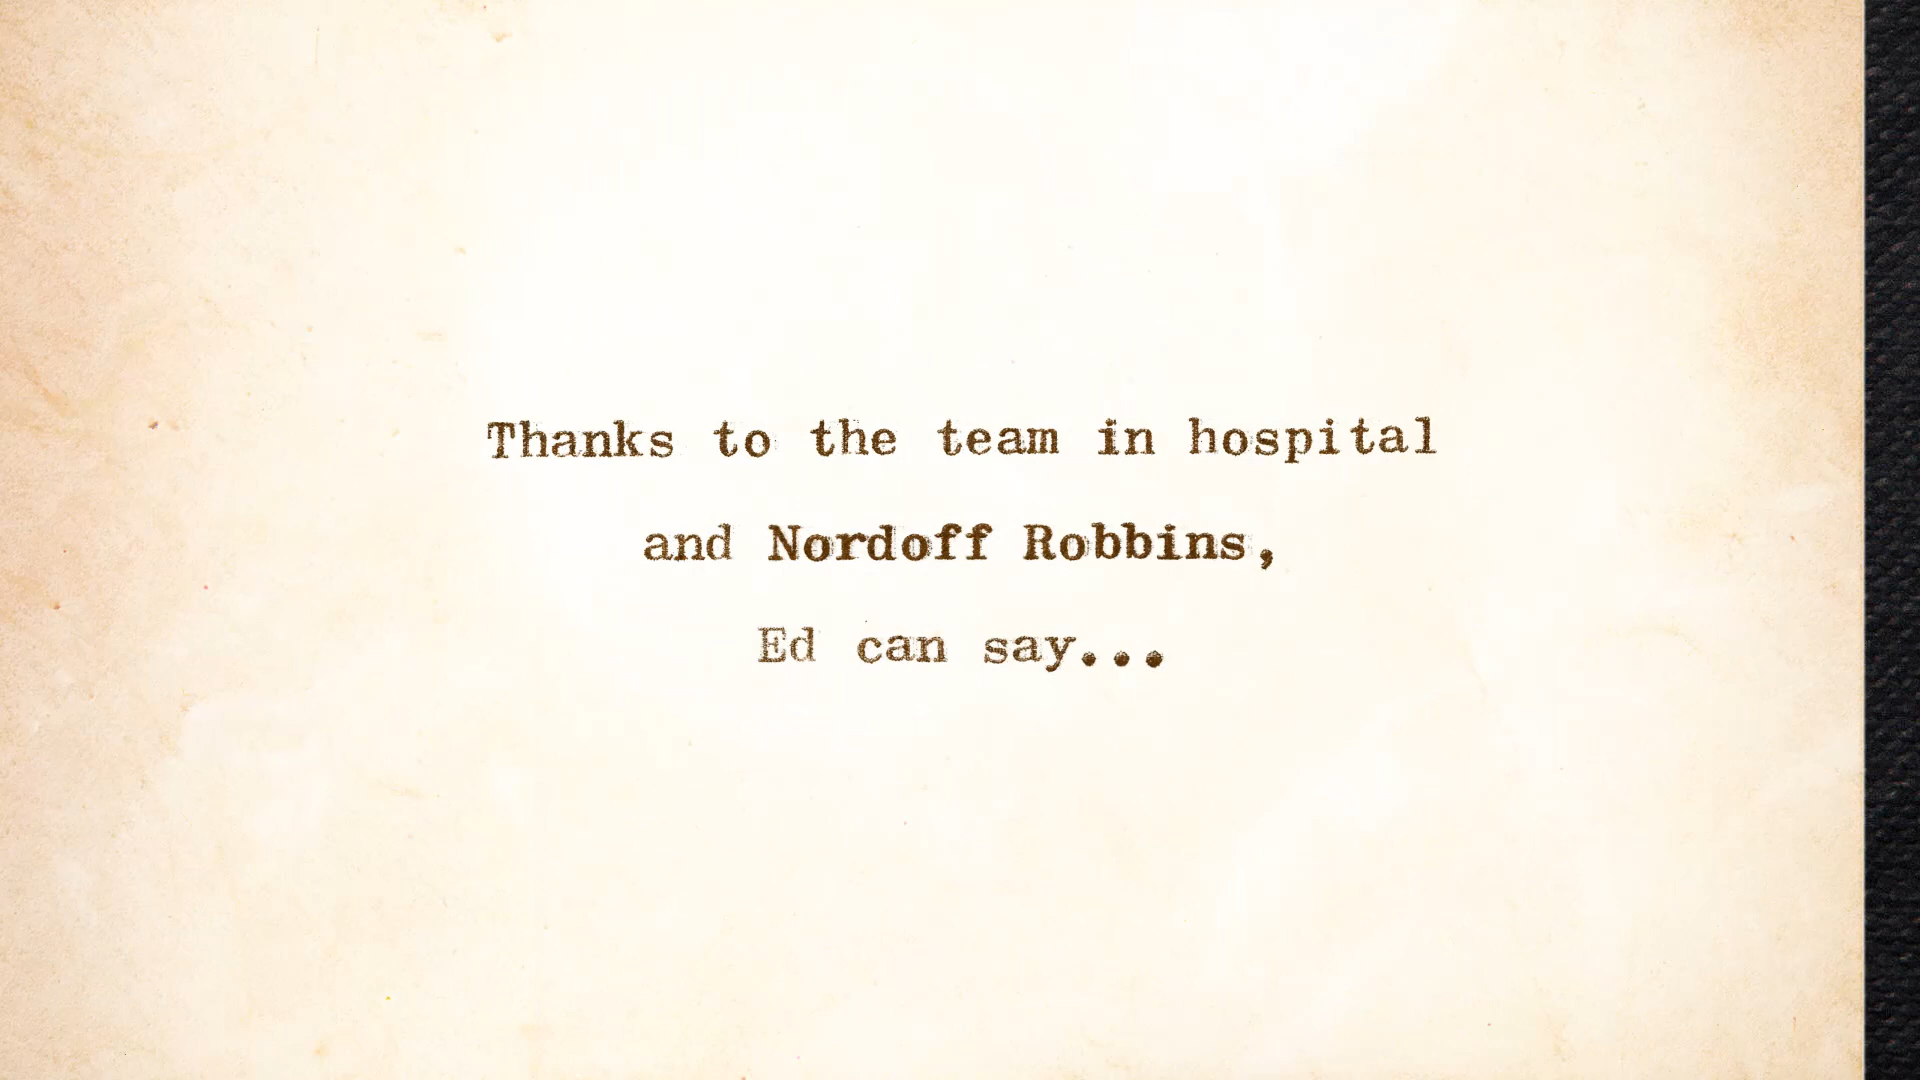 Thanks to the team in hospital
and Nordoff Robbins,
Ed can say...